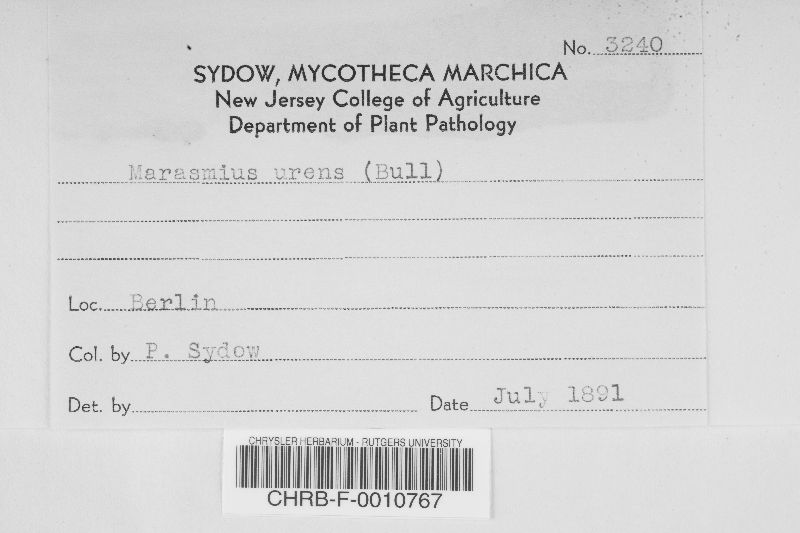 No. 3240
SYDOW, MYCOTHECA MARCHICA
New Jersey College of Agriculture
Department of Plant Pathology
Marasmius urens (Bull)
Loc. Berlin
Col. by P. Sydow
Det. by
Date July 1891
CHRYSLER HERBARIUM - RUTGERS UNIVERSITY
CHRB-F-0010767